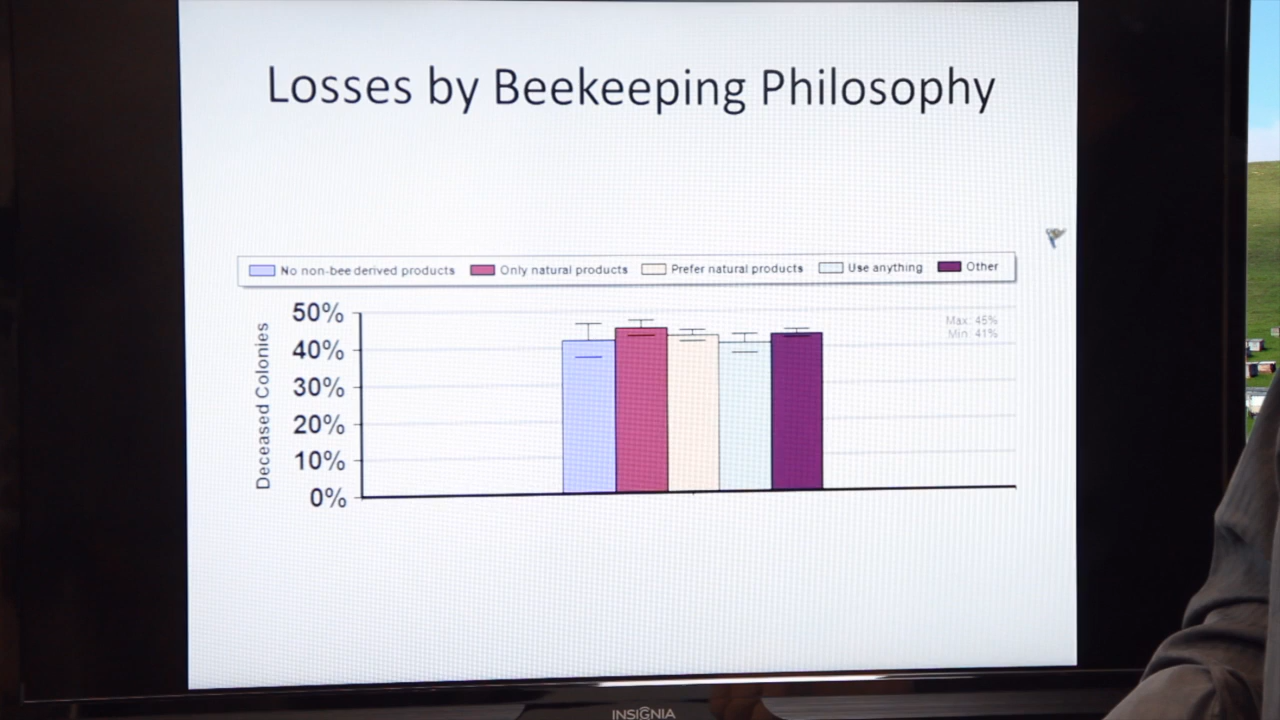 Losses by Beekeeping Philosophy
No non-bee derived products Only natural products Prefer natural products Use anything Other
Deceased Colonies
50%
40%
30%
20%
10%
0%
Max: 45%
Min: 41%
INSIGNIA